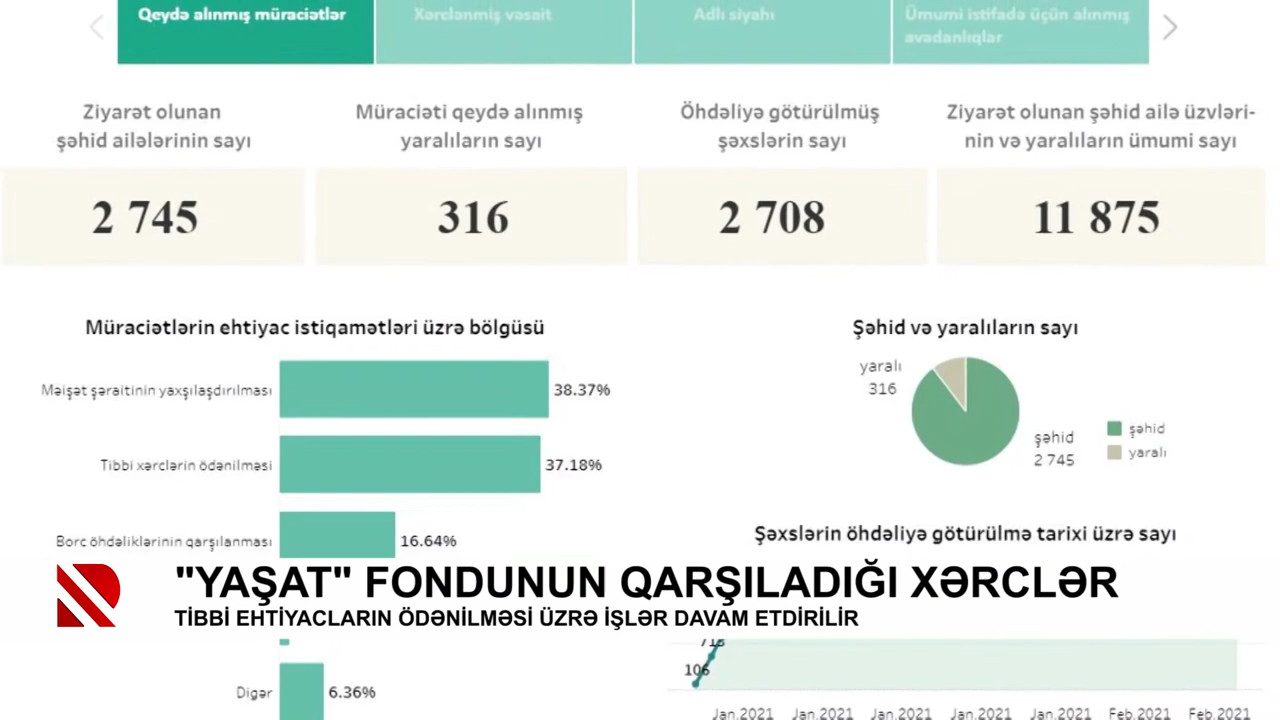 Qeydə alınmış müraciətlər
Xərclənmiş vəsait
Adlı siyahı
Ümumi istifadə üçün alınmış
avadanlıqlar
Ziyarət olunan
şəhid ailələrinin sayı
Müraciəti qeydə alınmış
yaralıların sayı
Öhdəliyə götürülmüş
şəxslərin sayı
Ziyarət olunan şəhid ailə üzvləri-
nin və yaralıların ümumi sayı
2 745
316
2 708
11 875
Müraciətlərin ehtiyac istiqamətləri üzrə bölgüsü
Məişət şəraitinin yaxşılaşdırılması
38.37%
Tibbi xərclərin ödənilməsi
37.18%
Borc öhdəliklərinin qarşılanması
16.64%
Şəhid və yaralıların sayı
yaralı
316
şəhid
2 745
şəhid
yaralı
Şəxslərin öhdəliyə götürülmə tarixi üzrə sayı
"YAŞAT" FONDUNUN QARŞILADIĞI XƏRCLƏR
TİBBİ EHTİYACLARIN ÖDƏNİLMƏSİ ÜZRƏ İŞLƏR DAVAM ETDİRİLİR
Digər
6.36%
713
106
Jan.2021
Jan.2021
Jan.2021
Jan.2021
Jan.2021
Feb.2021
Feb.2021